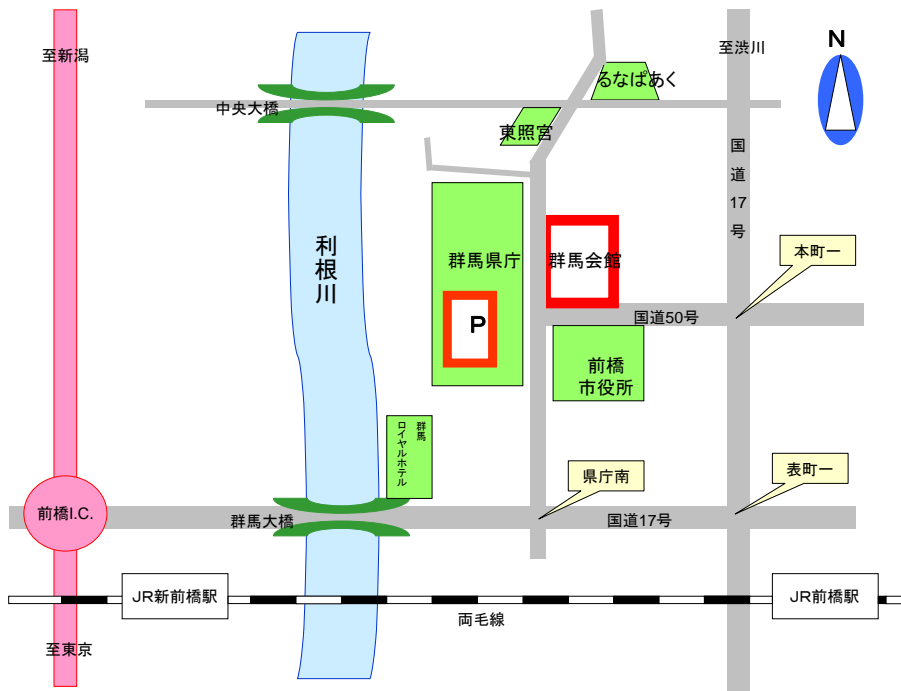 至新潟
至渋川
N
るなぱあく
中央大橋
東照宮
国道17号
利根川
群馬県庁
群馬会館
本町一
P
国道50号
前橋
市役所
群馬
ロイヤルホテル
県庁南
表町一
前橋I.C.
群馬大橋
国道17号
JR新前橋駅
JR前橋駅
両毛線
至東京